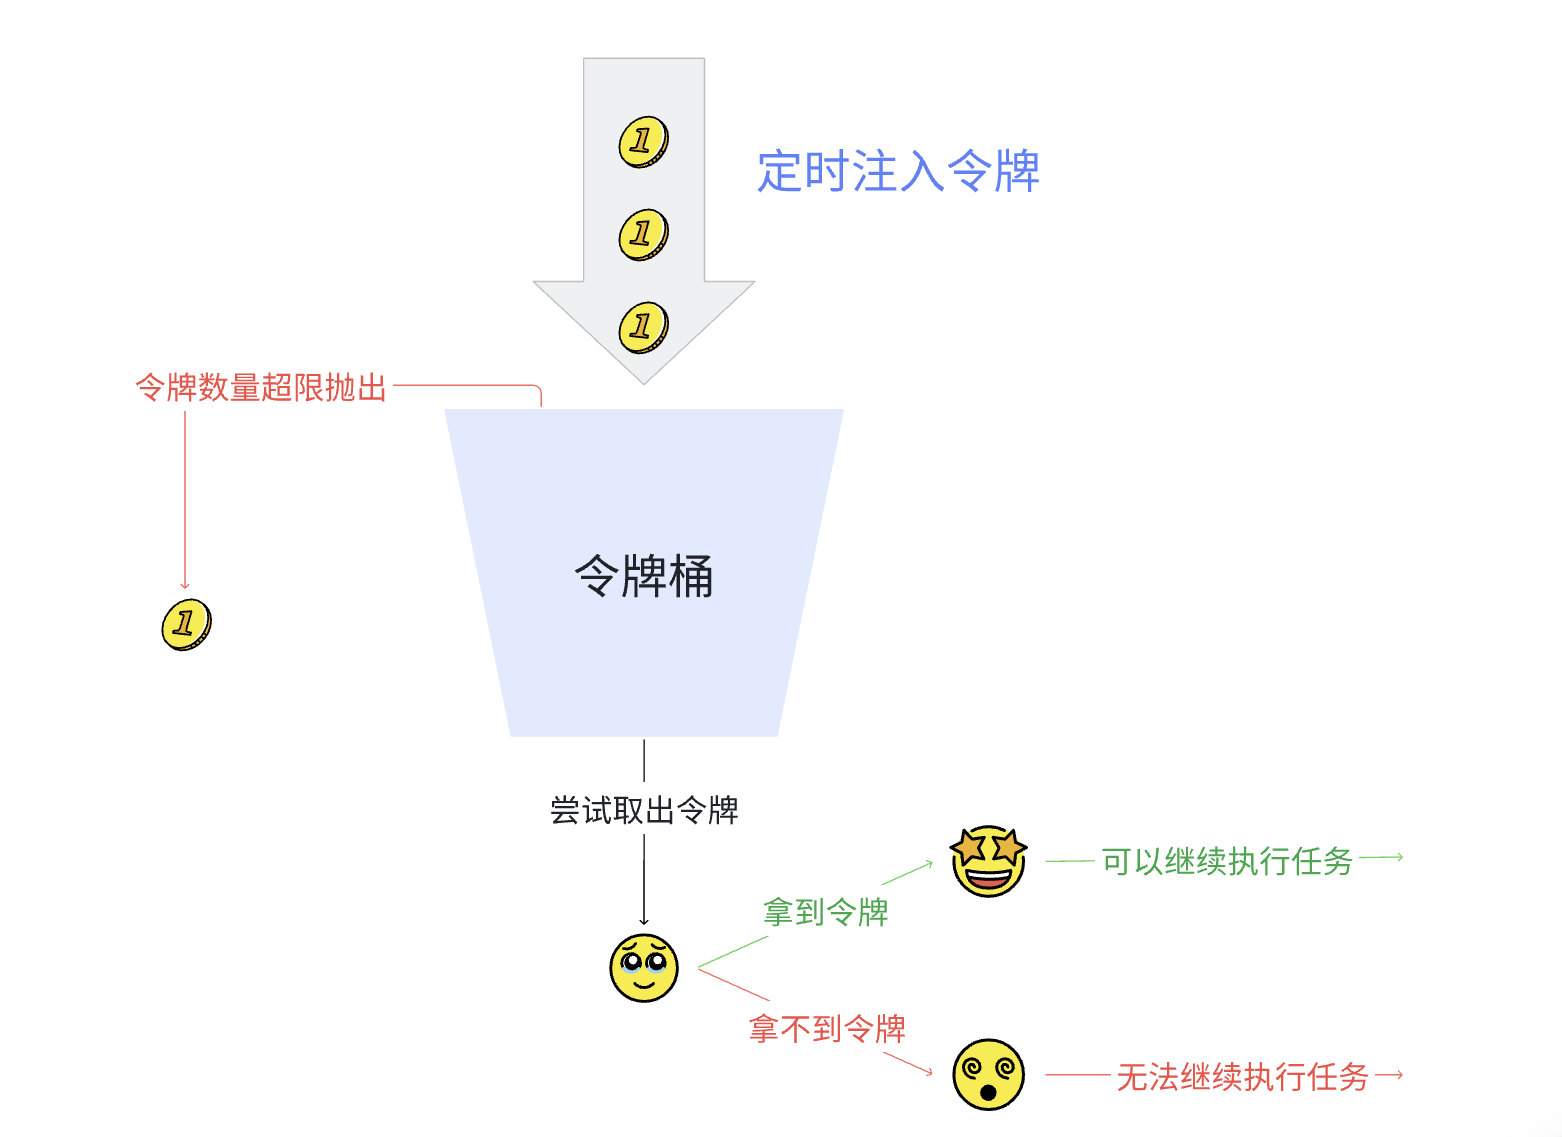 定时注入令牌
令牌数量超限抛出
令牌桶
尝试取出令牌
拿到令牌
可以继续执行任务
拿不到令牌
无法继续执行任务
1
1
1
1